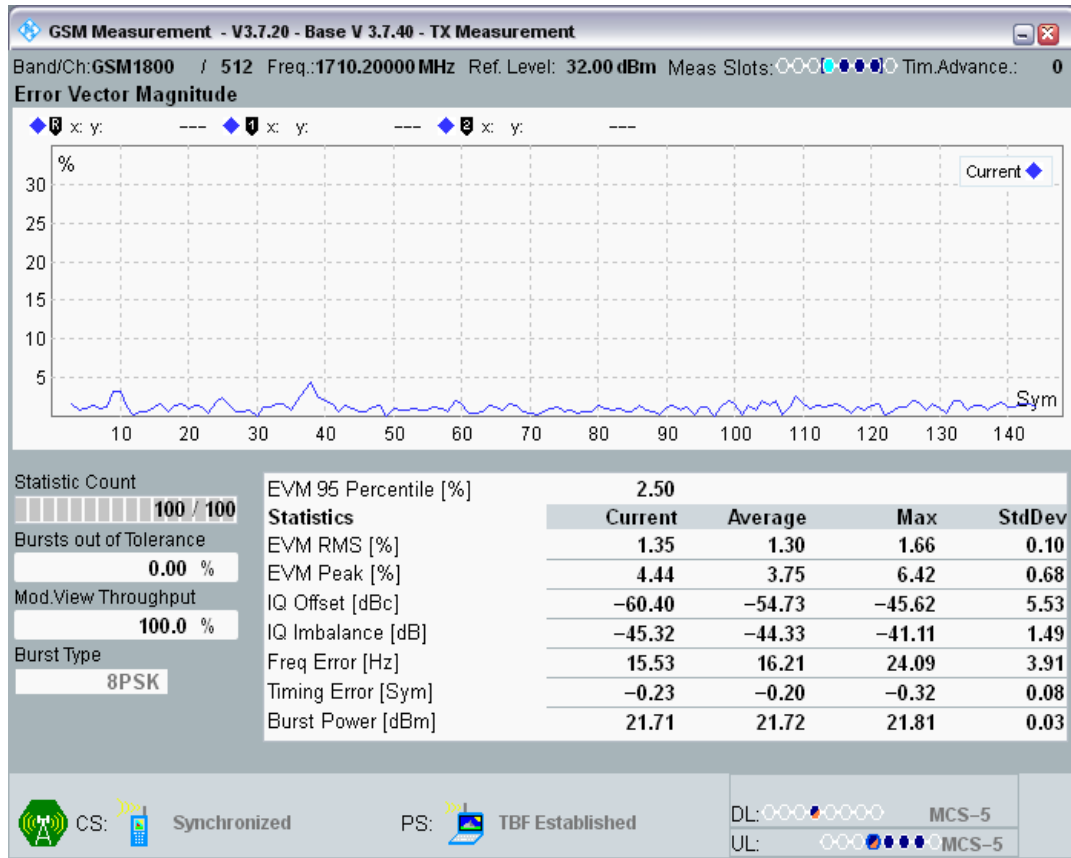 GSM Measurement - V3.7.20 - Base V 3.7.40 - TX Measurement
Band/Ch:GSM1800 / 512 Freq.:1710.20000 MHz Ref. Level: 32.00 dBm Meas Slots: Tim.Advance.: 0
Error Vector Magnitude
R x: y: --- 1 x: y: --- 2 x: y: ---
%
Current
30
25
20
15
10
5
Sym
10 20 30 40 50 60 70 80 90 100 110 120 130 140
Statistic Count
100 / 100
Bursts out of Tolerance
0.00 %
Mod.View Throughput
100.0 %
Burst Type
8PSK
EVM 95 Percentile [%] 2.50
Statistics Current Average Max StdDev
EVM RMS [%] 1.35 1.30 1.66 0.10
EVM Peak [%] 4.44 3.75 6.42 0.68
IQ Offset [dBc] −60.40 −54.73 −45.62 5.53
IQ Imbalance [dB] −45.32 −44.33 −41.11 1.49
Freq Error [Hz] 15.53 16.21 24.09 3.91
Timing Error [Sym] −0.23 −0.20 −0.32 0.08
Burst Power [dBm] 21.71 21.72 21.81 0.03
CS: Synchronized PS: TBF Established
DL: MCS−5
UL: MCS−5